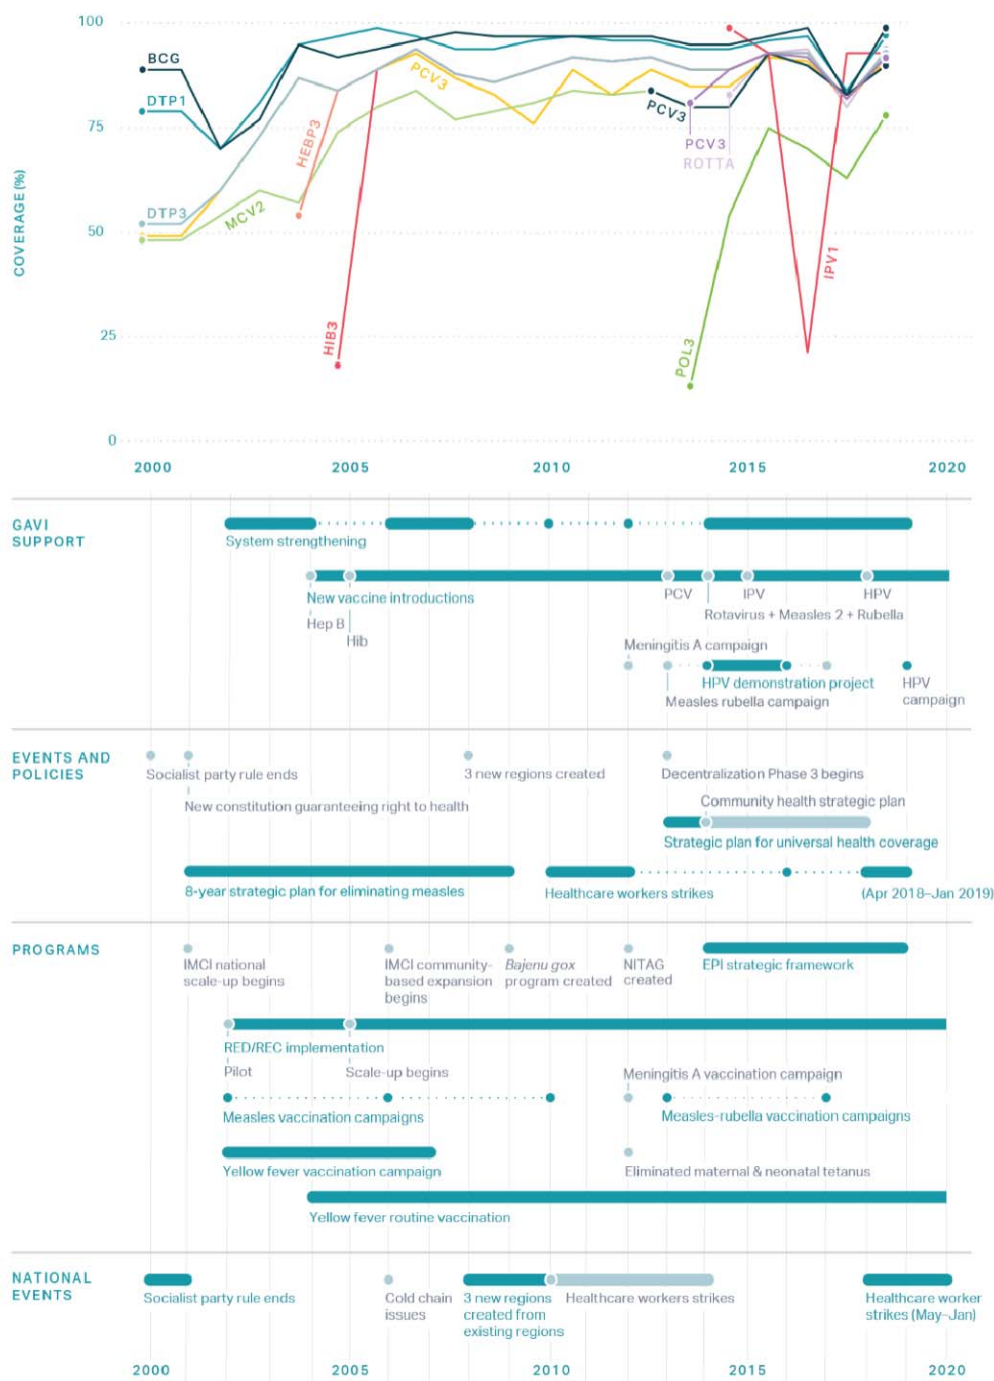 100
BCG
DTP1
75
DTP3
50
25
0
COVERAGE (%)
HEBP3
MCV2
PCV3
HIB3
PCV3
PCV3
ROTTA
POL3
IPV1
2000 2005 2010 2015 2020
GAVI
SUPPORT
System strengthening
New vaccine introductions
Hep B
Hib
PCV
IPV
HPV
Rotavirus + Measles 2 + Rubella
Meningitis A campaign
HPV demonstration project
Measles rubella campaign
HPV
campaign
EVENTS AND
POLICIES
Socialist party rule ends
3 new regions created
Decentralization Phase 3 begins
New constitution guaranteeing right to health
Community health strategic plan
Strategic plan for universal health coverage
8-year strategic plan for eliminating measles
Healthcare workers strikes
(Apr 2018–Jan 2019)
PROGRAMS
IMCI national
scale-up begins
IMCI community-
based expansion
begins
Bajenu gox
program created
NITAG
created
EPI strategic framework
RED/REC implementation
Pilot
Scale-up begins
Meningitis A vaccination campaign
Measles vaccination campaigns
Measles-rubella vaccination campaigns
Yellow fever vaccination campaign
Eliminated maternal & neonatal tetanus
Yellow fever routine vaccination
NATIONAL
EVENTS
Socialist party rule ends
Cold chain
issues
3 new regions
created from
existing regions
Healthcare workers strikes
Healthcare worker
strikes (May–Jan)
2000 2005 2010 2015 2020